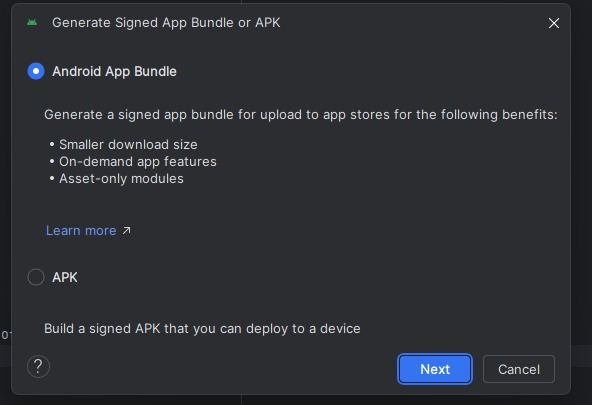 Generate Signed App Bundle or APK
Android App Bundle
Generate a signed app bundle for upload to app stores for the following benefits:
• Smaller download size
• On-demand app features
• Asset-only modules
Learn more ↗
APK
01
Build a signed APK that you can deploy to a device
?
Next Cancel